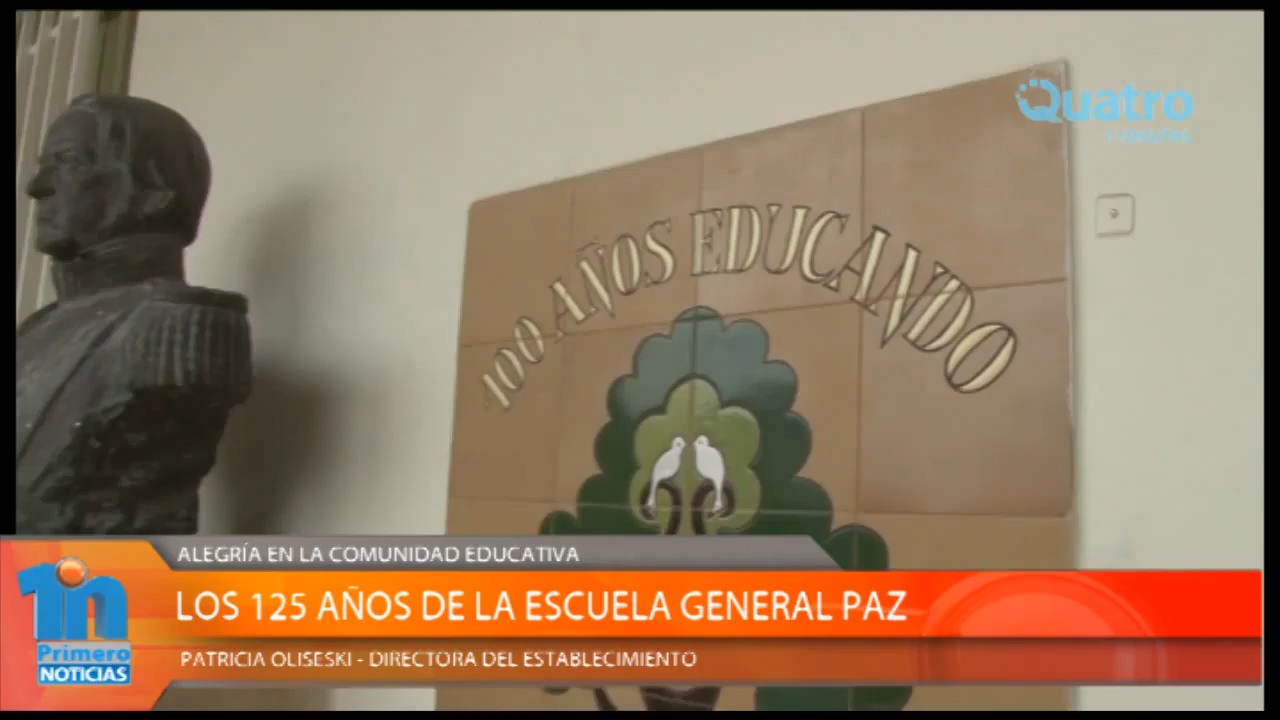 Quatro
100 AÑOS EDUCANDO
ALEGRÍA EN LA COMUNIDAD EDUCATIVA
LOS 125 AÑOS DE LA ESCUELA GENERAL PAZ
PATRICIA OLISESKI - DIRECTORA DEL ESTABLECIMIENTO
1n
Primero
NOTICIAS